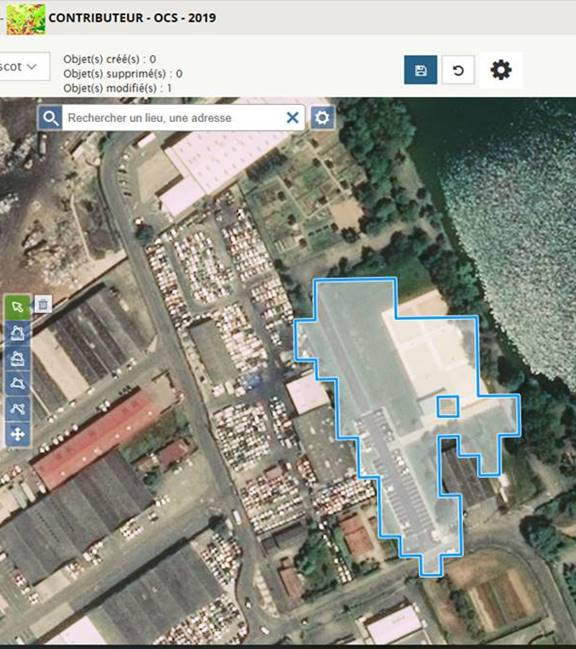 CONTRIBUTEUR - OCS - 2019
scot
Objet(s) créé(s) : 0
Objet(s) supprimé(s) : 0
Objet(s) modifié(s) : 1
Rechercher un lieu, une adresse